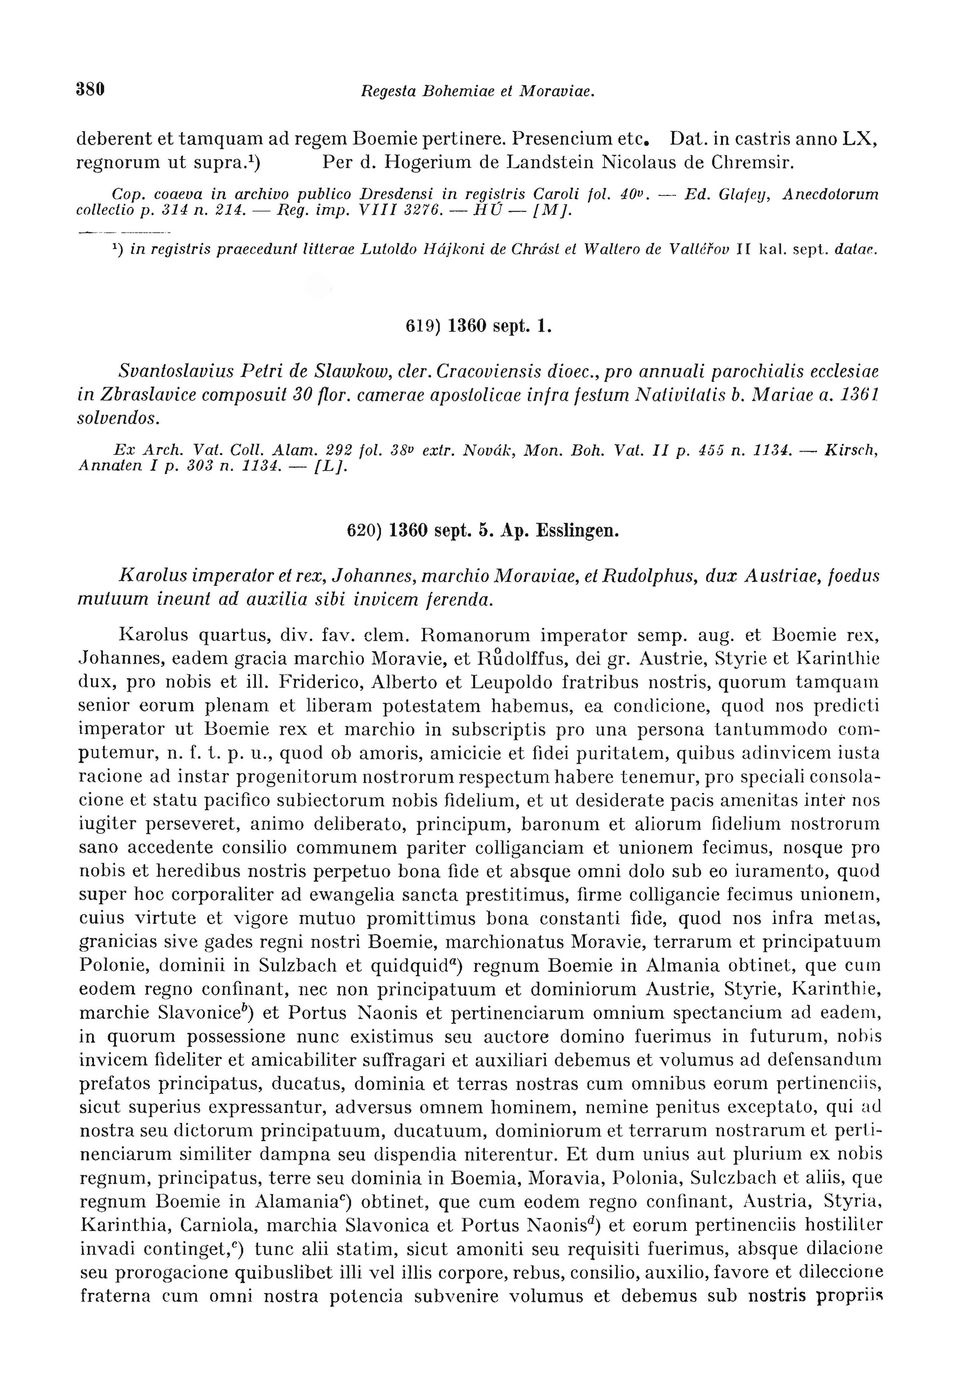 380 Regesta Bohemiae et Moraviae.
deberent et tamquam ad regem Boemie pertinere. Presencium etc. Dat. in castris anno LX,
regnorum ut supra.¹) Per d. Hogerium de Landstein Nicolaus de Chremsir.
Cop. coaeva in archivo publico Dresdensi in registris Caroli fol. 40v. — Ed. Glafey, Anecdotorum
collectio p. 314 n. 214. — Reg. imp. VIII 3276. — HÚ — [M].
¹) in registris praecedunt litterae Lutoldo Hájkoni de Chrást et Waltero de Valtéřov II kal. sept. datae.
619) 1360 sept. 1.
Svantoslavius Petri de Slawkow, cler. Cracoviensis dioec., pro annuali parochialis ecclesiae
in Zbraslavice composuit 30 flor. camerae apostolicae infra festum Nativitatis b. Mariae a. 1361
solvendos.
Ex Arch. Vat. Coll. Alam. 292 fol. 38v extr. Novák, Mon. Boh. Vat. II p. 455 n. 1134. — Kirsch,
Annaten I p. 303 n. 1134. — [L].
620) 1360 sept. 5. Ap. Esslingen.
Karolus imperator et rex, Johannes, marchio Moraviae, et Rudolphus, dux Austriae, foedus
mutuum ineunt ad auxilia sibi invicem ferenda.
Karolus quartus, div. fav. clem. Romanorum imperator semp. aug. et Boemie rex,
Johannes, eadem gracia marchio Moravie, et Růdolffus, dei gr. Austrie, Styrie et Karinthie
dux, pro nobis et ill. Friderico, Alberto et Leupoldo fratribus nostris, quorum tamquam
senior eorum plenam et liberam potestatem habemus, ea condicione, quod nos predicti
imperator ut Boemie rex et marchio in subscriptis pro una persona tantummodo com-
putemur, n. f. t. p. u., quod ob amoris, amicicie et fidei puritatem, quibus adinvicem iusta
racione ad instar progenitorum nostrorum respectum habere tenemur, pro speciali consola-
cione et statu pacifico subiectorum nobis fidelium, et ut desiderate pacis amenitas inter nos
iugiter perseveret, animo deliberato, principum, baronum et aliorum fidelium nostrorum
sano accedente consilio communem pariter colliganciam et unionem fecimus, nosque pro
nobis et heredibus nostris perpetuo bona fide et absque omni dolo sub eo iuramento, quod
super hoc corporaliter ad ewangelia sancta prestitimus, firme colligancie fecimus unionem,
cuius virtute et vigore mutuo promittimus bona constanti fide, quod nos infra metas,
granicias sive gades regni nostri Boemie, marchionatus Moravie, terrarum et principatuum
Polonie, dominii in Sulzbach et quidquidᵃ) regnum Boemie in Almania obtinet, que cum
eodem regno confinant, nec non principatuum et dominiorum Austrie, Styrie, Karinthie,
marchie Slavoniceᵇ) et Portus Naonis et pertinenciarum omnium spectancium ad eadem,
in quorum possessione nunc existimus seu auctore domino fuerimus in futurum, nobis
invicem fideliter et amicabiliter suffragari et auxiliari debemus et volumus ad defensandum
prefatos principatus, ducatus, dominia et terras nostras cum omnibus eorum pertinenciis,
sicut superius expressantur, adversus omnem hominem, nemine penitus exceptato, qui ad
nostra seu dictorum principatuum, ducatuum, dominiorum et terrarum nostrarum et perti-
nenciarum similiter dampna seu dispendia niterentur. Et dum unius aut plurium ex nobis
regnum, principatus, terre seu dominia in Boemia, Moravia, Polonia, Sulczbach et aliis, que
regnum Boemie in Alamaniaᶜ) obtinet, que cum eodem regno confinant, Austria, Styria,
Karinthia, Carniola, marchia Slavonica et Portus Naonisᵈ) et eorum pertinenciis hostiliter
invadi continget,ᵉ) tunc alii statim, sicut amoniti seu requisiti fuerimus, absque dilacione
seu prorogacione quibuslibet illi vel illis corpore, rebus, consilio, auxilio, favore et dileccione
fraterna cum omni nostra potencia subvenire volumus et debemus sub nostris propriis